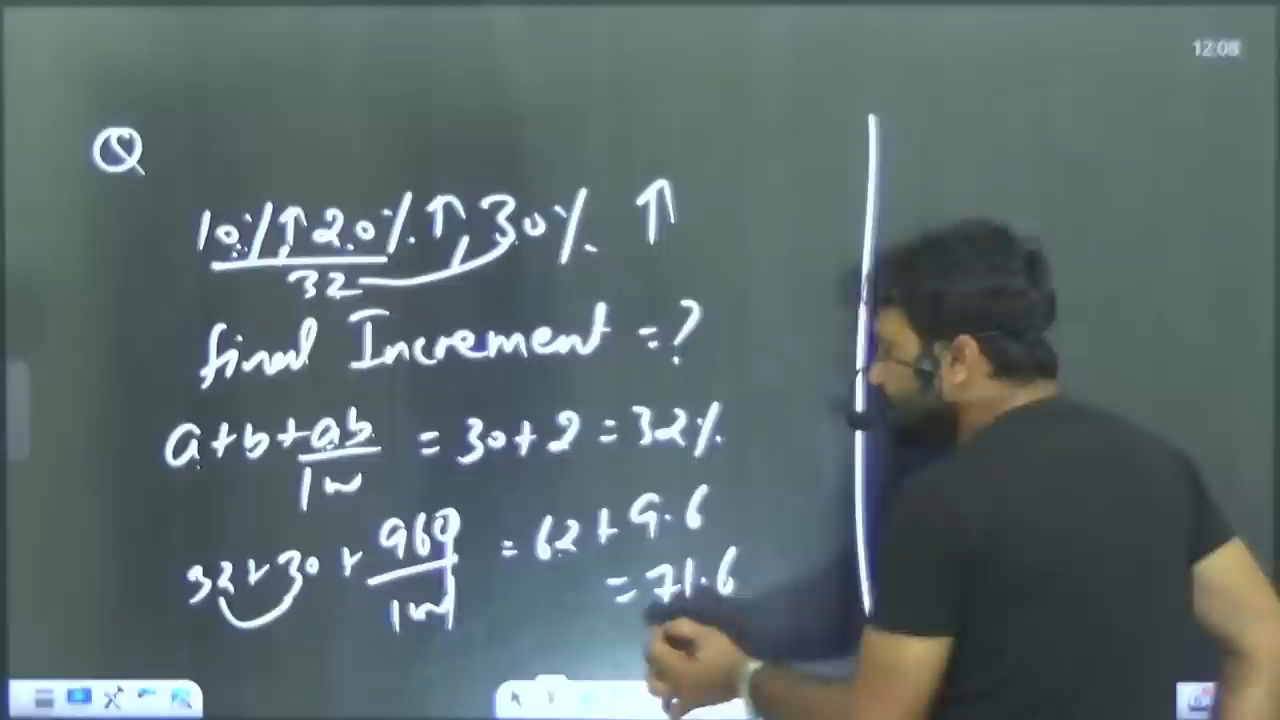 12:08
Q
10%↑ 20%.↑ 30%. ↑
32
final Increment = ?
a+b+ab/100 = 30+2 = 32%.
32+30+960/100 = 62+9.6
= 71.6